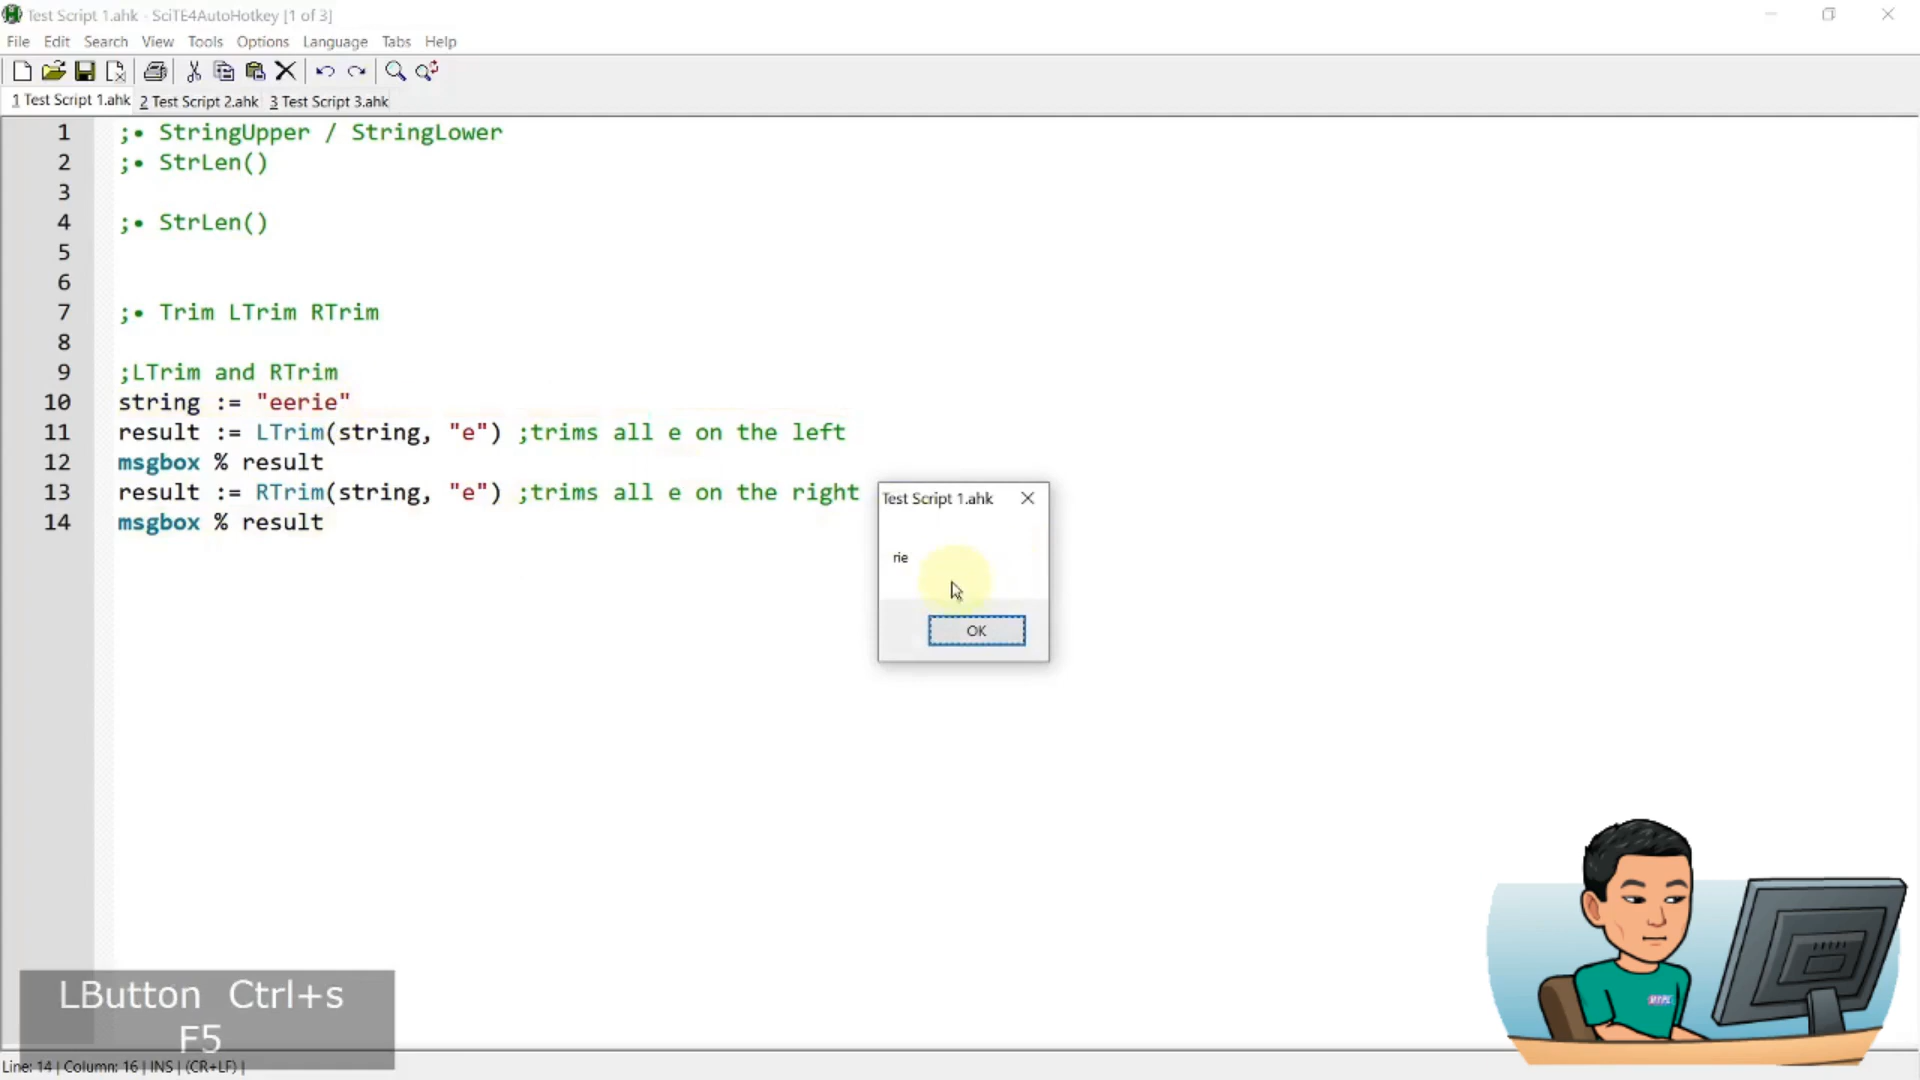 Test Script 1.ahk - SciTE4AutoHotkey [1 of 3]
File Edit Search View Tools Options Language Tabs Help
1 Test Script 1.ahk 2 Test Script 2.ahk 3 Test Script 3.ahk
1 ;• StringUpper / StringLower
2 ;• StrLen()
3
4 ;• StrLen()
5
6
7 ;• Trim LTrim RTrim
8
9 ;LTrim and RTrim
10 string := "eerie"
11 result := LTrim(string, "e") ;trims all e on the left
12 msgbox % result
13 result := RTrim(string, "e") ;trims all e on the right
14 msgbox % result
Test Script 1.ahk
rie
OK
LButton Ctrl+s
F5
Line: 14 | Column: 16 | INS | (CR+LF) |